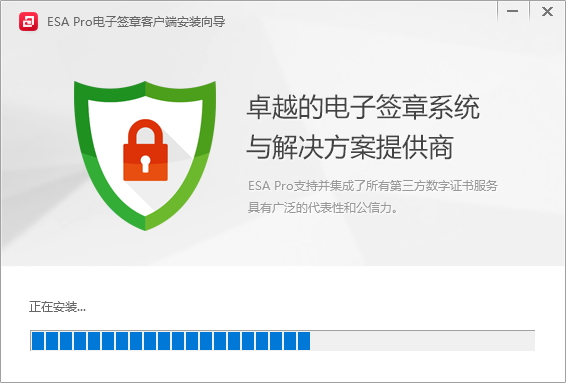 ESA Pro电子签章客户端安装向导
卓越的电子签章系统
与解决方案提供商
ESA Pro支持并集成了所有第三方数字证书服务
具有广泛的代表性和公信力。
正在安装...